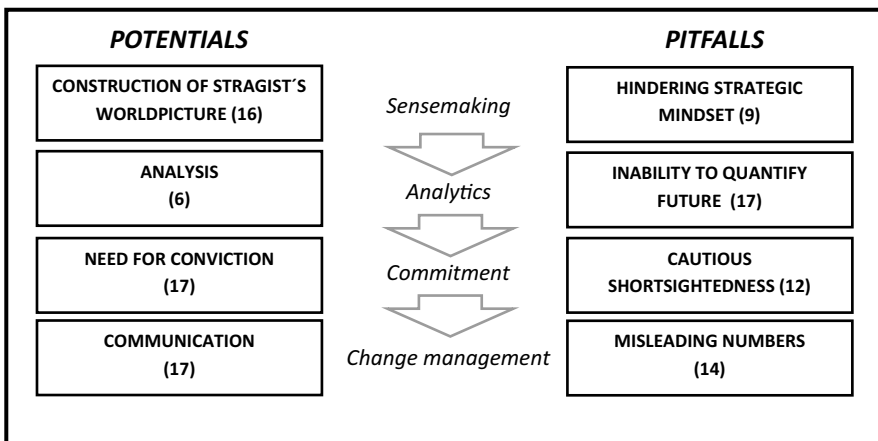 POTENTIALS
PITFALLS
CONSTRUCTION OF STRAGIST´S
WORLDPICTURE (16)
Sensemaking
HINDERING STRATEGIC
MINDSET (9)
ANALYSIS
(6)
Analytics
INABILITY TO QUANTIFY
FUTURE (17)
NEED FOR CONVICTION
(17)
Commitment
CAUTIOUS
SHORTSIGHTEDNESS (12)
COMMUNICATION
(17)
Change management
MISLEADING NUMBERS
(14)